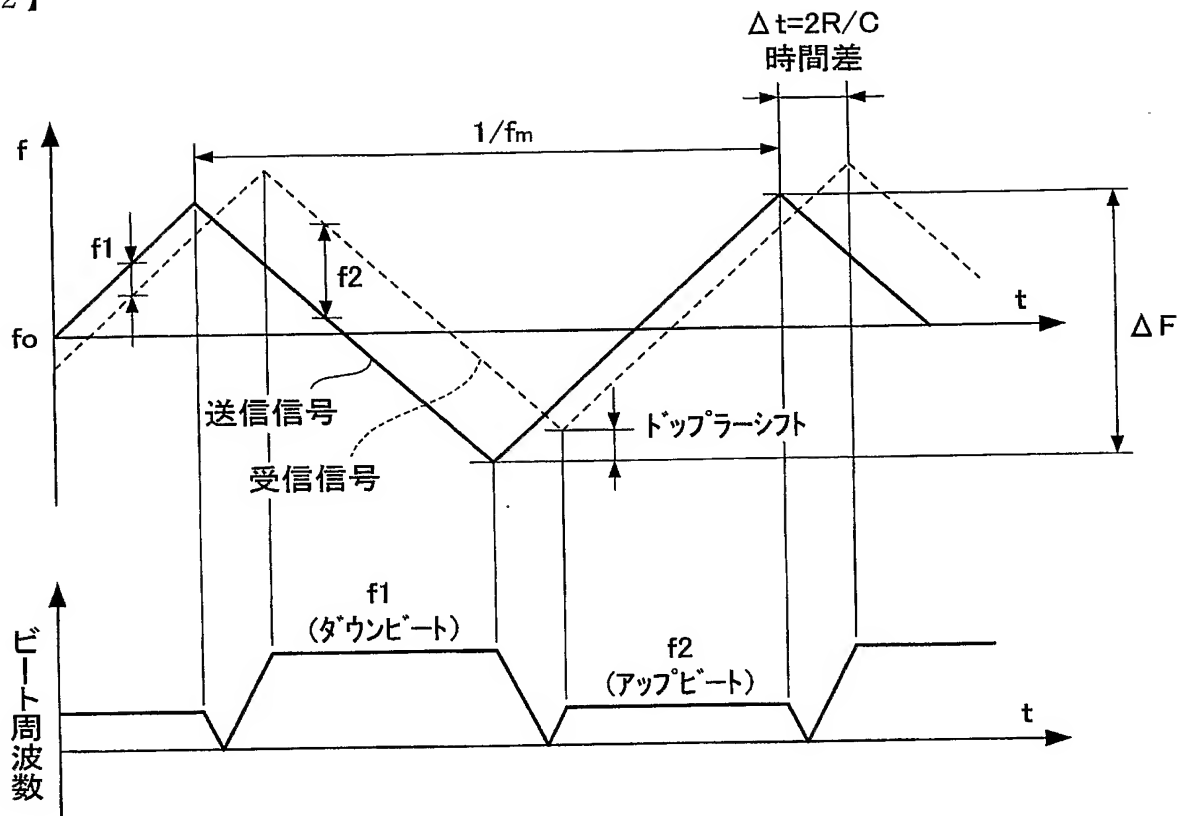 2】
Δt=2R/C
時間差
1/fm
f
f1
f2
t
fo
ΔF
送信信号
ドップラーシフト
受信信号
f1
(ダウンビート)
f2
(アップビート)
t
ビート周波数